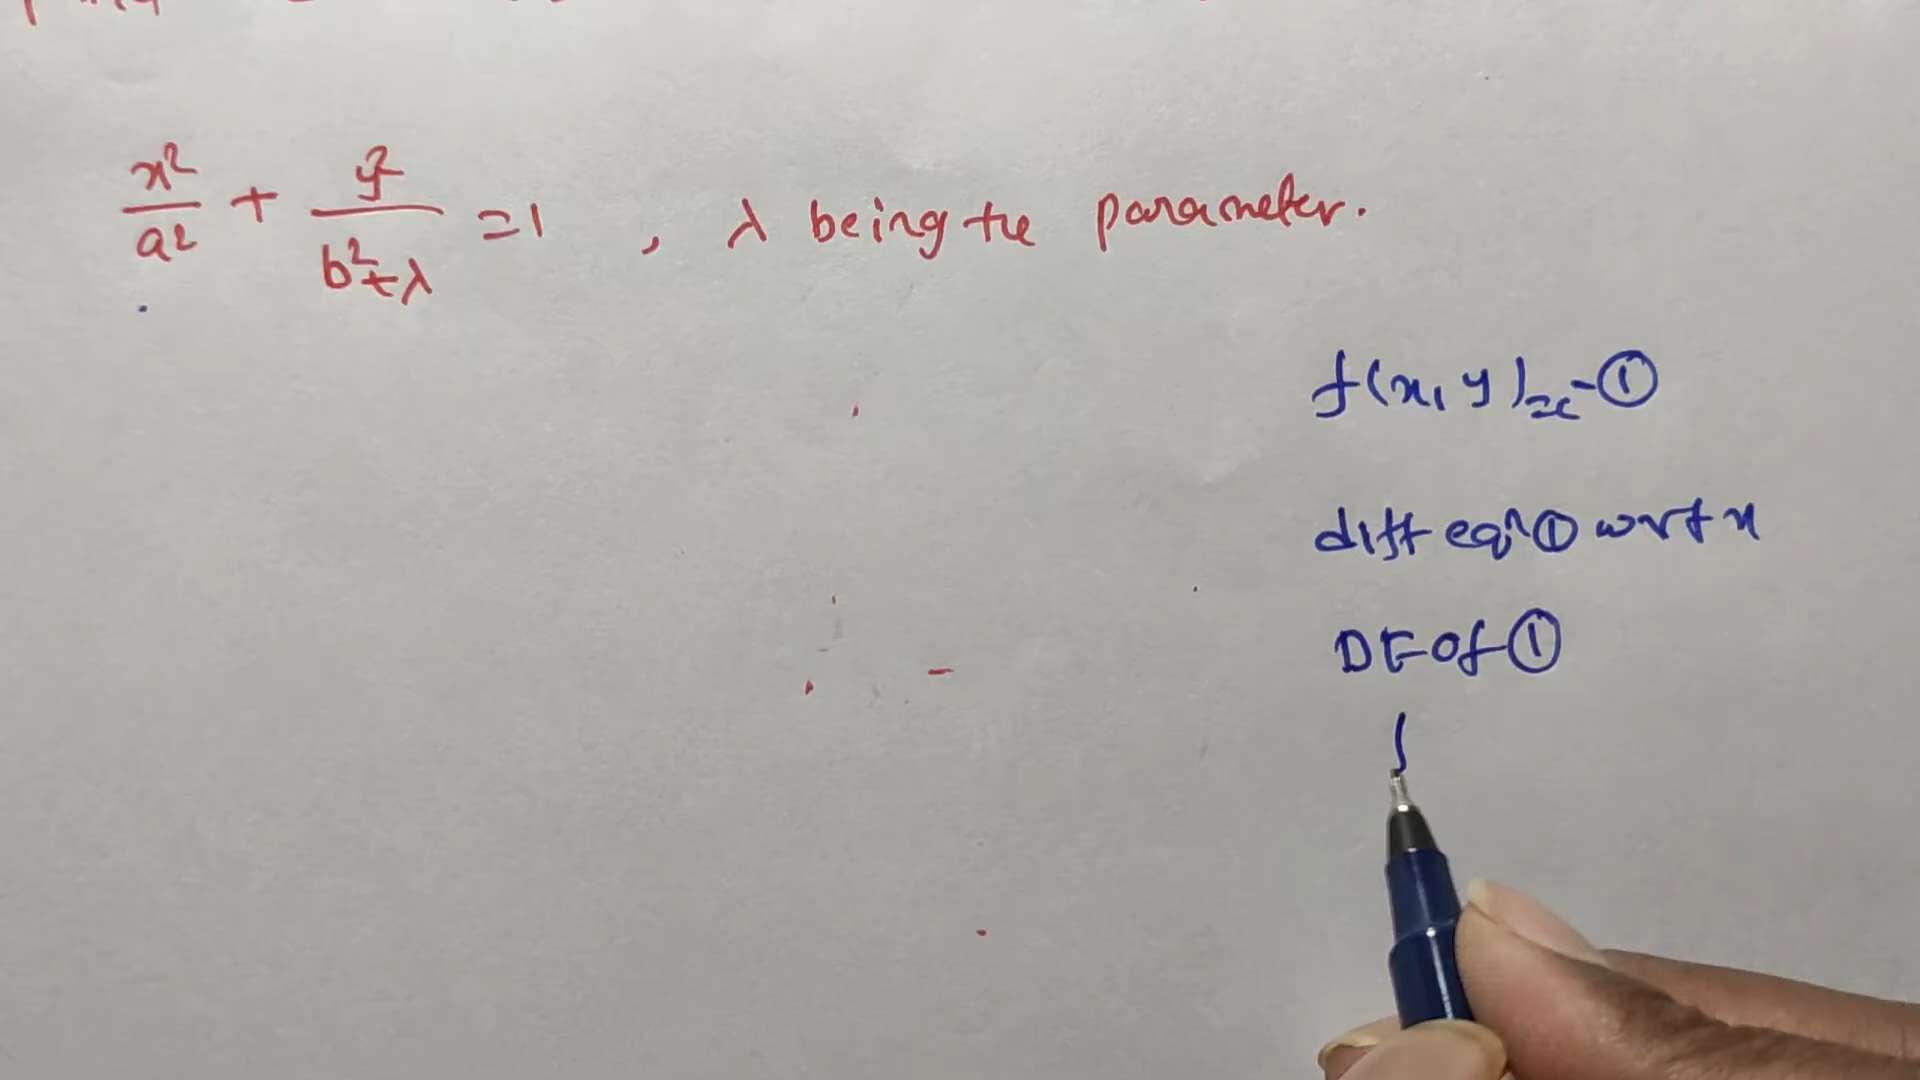 x²/a² + y²/b²+λ =1 , λ being the parameter.
f(x, y)=c - ①
diff eqn ① wrt x
DE of ①
∫